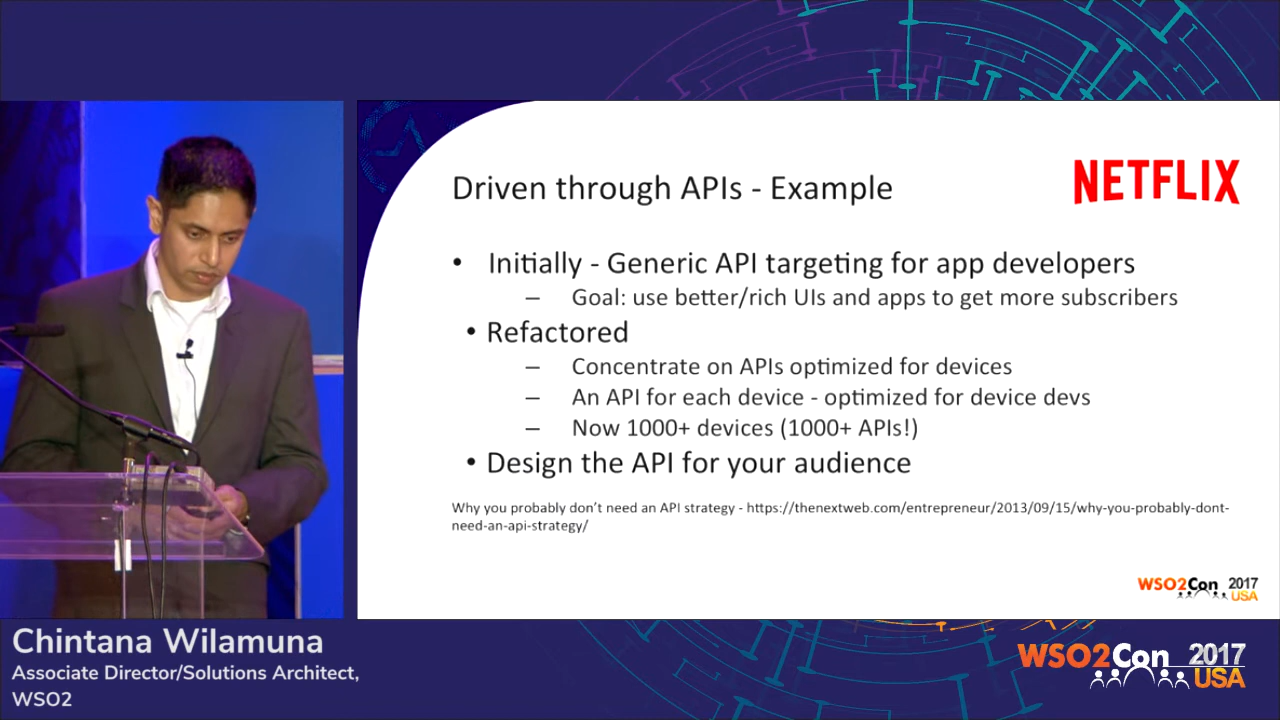 Driven through APIs - Example
NETFLIX
• Initially - Generic API targeting for app developers
– Goal: use better/rich UIs and apps to get more subscribers
• Refactored
– Concentrate on APIs optimized for devices
– An API for each device - optimized for device devs
– Now 1000+ devices (1000+ APIs!)
• Design the API for your audience
Why you probably don't need an API strategy - https://thenextweb.com/entrepreneur/2013/09/15/why-you-probably-dont-
need-an-api-strategy/
WSO2Con 2017
USA
Chintana Wilamuna
Associate Director/Solutions Architect,
WSO2
WSO2Con 2017
USA